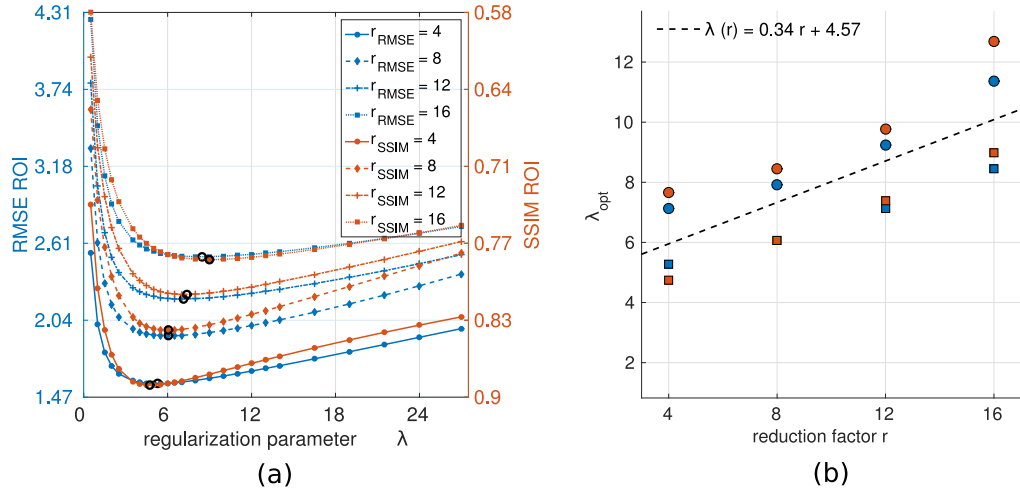 4.31
3.74
3.18
2.61
2.04
1.47
RMSE ROI
0.58
0.64
0.71
0.77
0.83
0.9
SSIM ROI
r_RMSE = 4
r_RMSE = 8
r_RMSE = 12
r_RMSE = 16
r_SSIM = 4
r_SSIM = 8
r_SSIM = 12
r_SSIM = 16
0 6 12 18 24
regularization parameter λ
(a)
λ (r) = 0.34 r + 4.57
12
10
8
6
4
2
λ_opt
4 8 12 16
reduction factor r
(b)